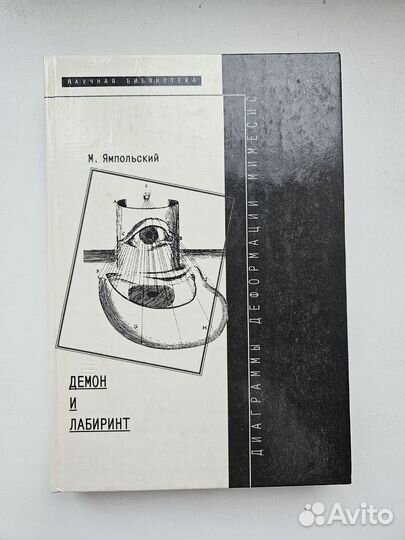 НАУЧНАЯ БИБЛИОТЕКА
М. Ямпольский
ДЕМОН
И
ЛАБИРИНТ
ДИАГРАММЫ ДЕФОРМАЦИИ МИМЕСИС
Avito